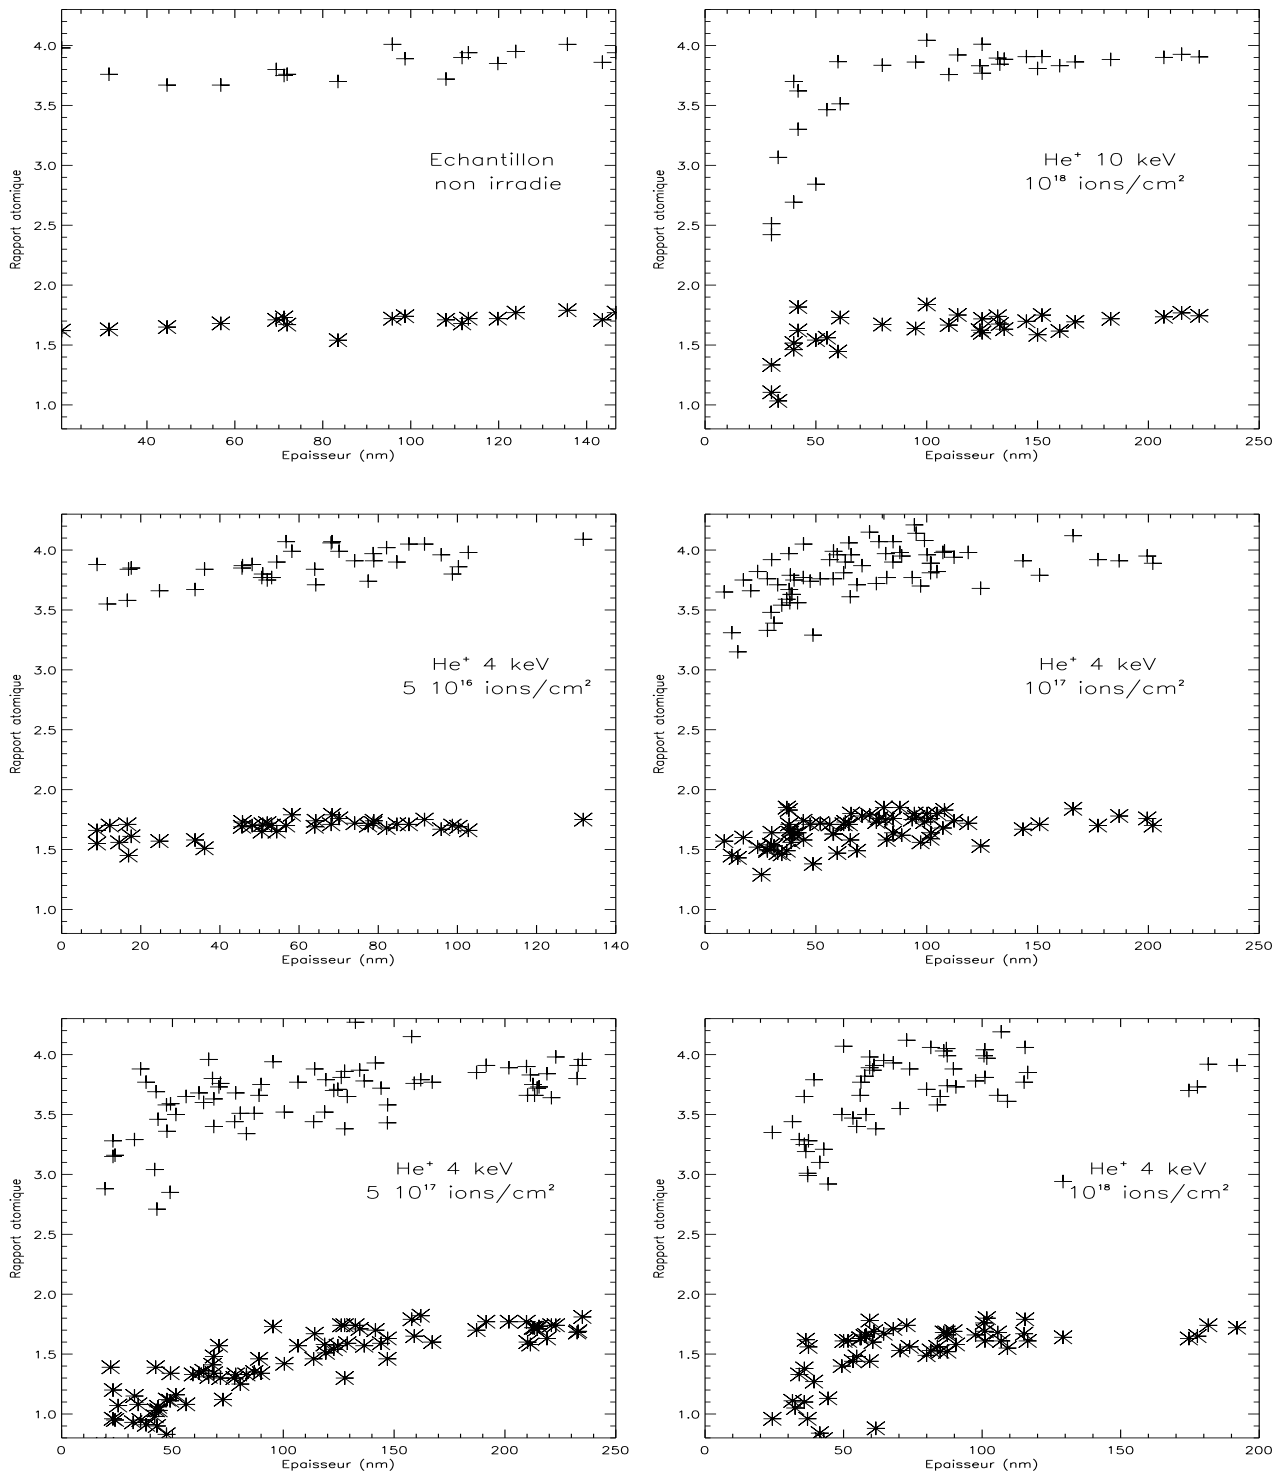 4.0
3.5
3.0
2.5
2.0
1.5
1.0
Rapport atomique
Echantillon
non irradie
40 60 80 100 120 140
Epaisseur (nm)
4.0
3.5
3.0
2.5
2.0
1.5
1.0
Rapport atomique
He⁺ 10 keV
10¹⁸ ions/cm²
0 50 100 150 200 250
Epaisseur (nm)
4.0
3.5
3.0
2.5
2.0
1.5
1.0
Rapport atomique
He⁺ 4 keV
5 10¹⁶ ions/cm²
0 20 40 60 80 100 120 140
Epaisseur (nm)
4.0
3.5
3.0
2.5
2.0
1.5
1.0
Rapport atomique
He⁺ 4 keV
10¹⁷ ions/cm²
0 50 100 150 200 250
Epaisseur (nm)
4.0
3.5
3.0
2.5
2.0
1.5
1.0
Rapport atomique
He⁺ 4 keV
5 10¹⁷ ions/cm²
0 50 100 150 200 250
Epaisseur (nm)
4.0
3.5
3.0
2.5
2.0
1.5
1.0
Rapport atomique
He⁺ 4 keV
10¹⁸ ions/cm²
0 50 100 150 200
Epaisseur (nm)